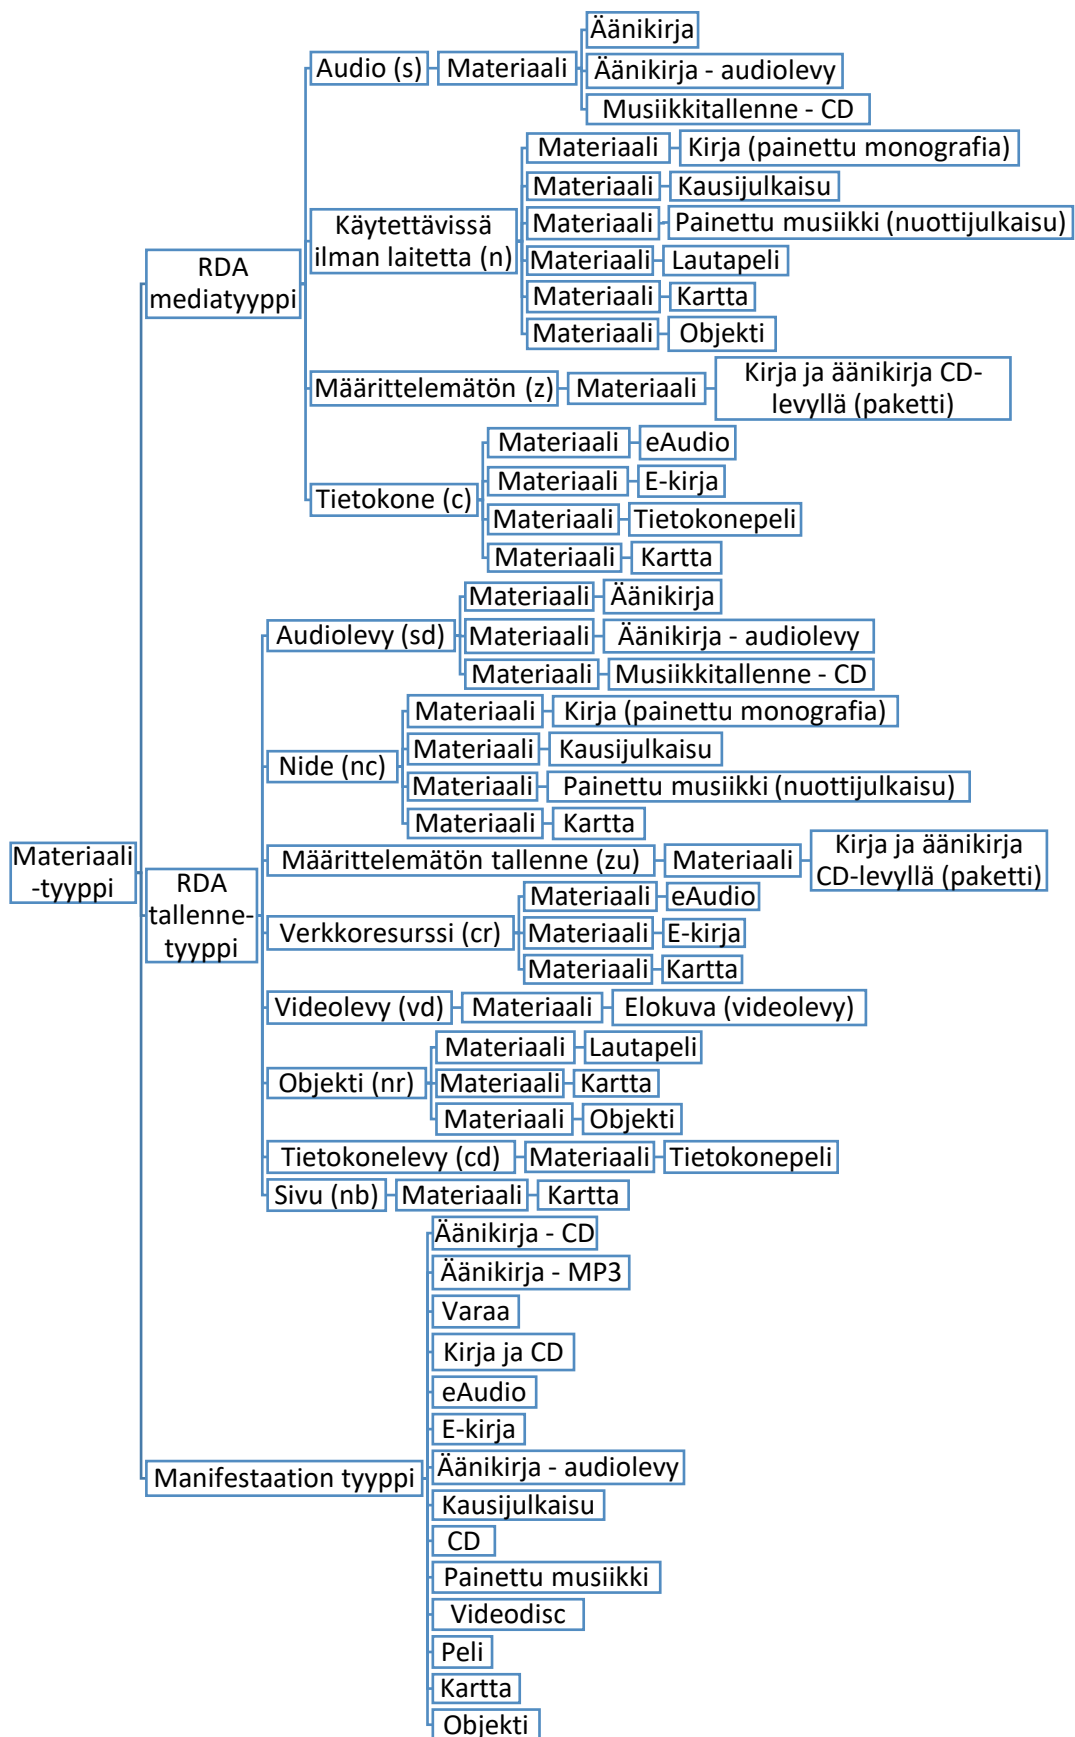 Materiaali
-tyyppi
RDA
mediatyyppi
Audio (s)
Materiaali
Äänikirja
Äänikirja - audiolevy
Musiikkitallenne - CD
Käytettävissä
ilman laitetta (n)
Materiaali
Kirja (painettu monografia)
Materiaali
Kausijulkaisu
Materiaali
Painettu musiikki (nuottijulkaisu)
Materiaali
Lautapeli
Materiaali
Kartta
Materiaali
Objekti
Määrittelemätön (z)
Materiaali
Kirja ja äänikirja CD-
levyllä (paketti)
Tietokone (c)
Materiaali
eAudio
Materiaali
E-kirja
Materiaali
Tietokonepeli
Materiaali
Kartta
RDA
tallenne-
tyyppi
Audiolevy (sd)
Materiaali
Äänikirja
Materiaali
Äänikirja - audiolevy
Materiaali
Musiikkitallenne - CD
Nide (nc)
Materiaali
Kirja (painettu monografia)
Materiaali
Kausijulkaisu
Materiaali
Painettu musiikki (nuottijulkaisu)
Materiaali
Kartta
Määrittelemätön tallenne (zu)
Materiaali
Kirja ja äänikirja
CD-levyllä (paketti)
Verkkoresurssi (cr)
Materiaali
eAudio
Materiaali
E-kirja
Materiaali
Kartta
Videolevy (vd)
Materiaali
Elokuva (videolevy)
Objekti (nr)
Materiaali
Lautapeli
Materiaali
Kartta
Materiaali
Objekti
Tietokonelevy (cd)
Materiaali
Tietokonepeli
Sivu (nb)
Materiaali
Kartta
Manifestaation tyyppi
Äänikirja - CD
Äänikirja - MP3
Varaa
Kirja ja CD
eAudio
E-kirja
Äänikirja - audiolevy
Kausijulkaisu
CD
Painettu musiikki
Videodisc
Peli
Kartta
Objekti